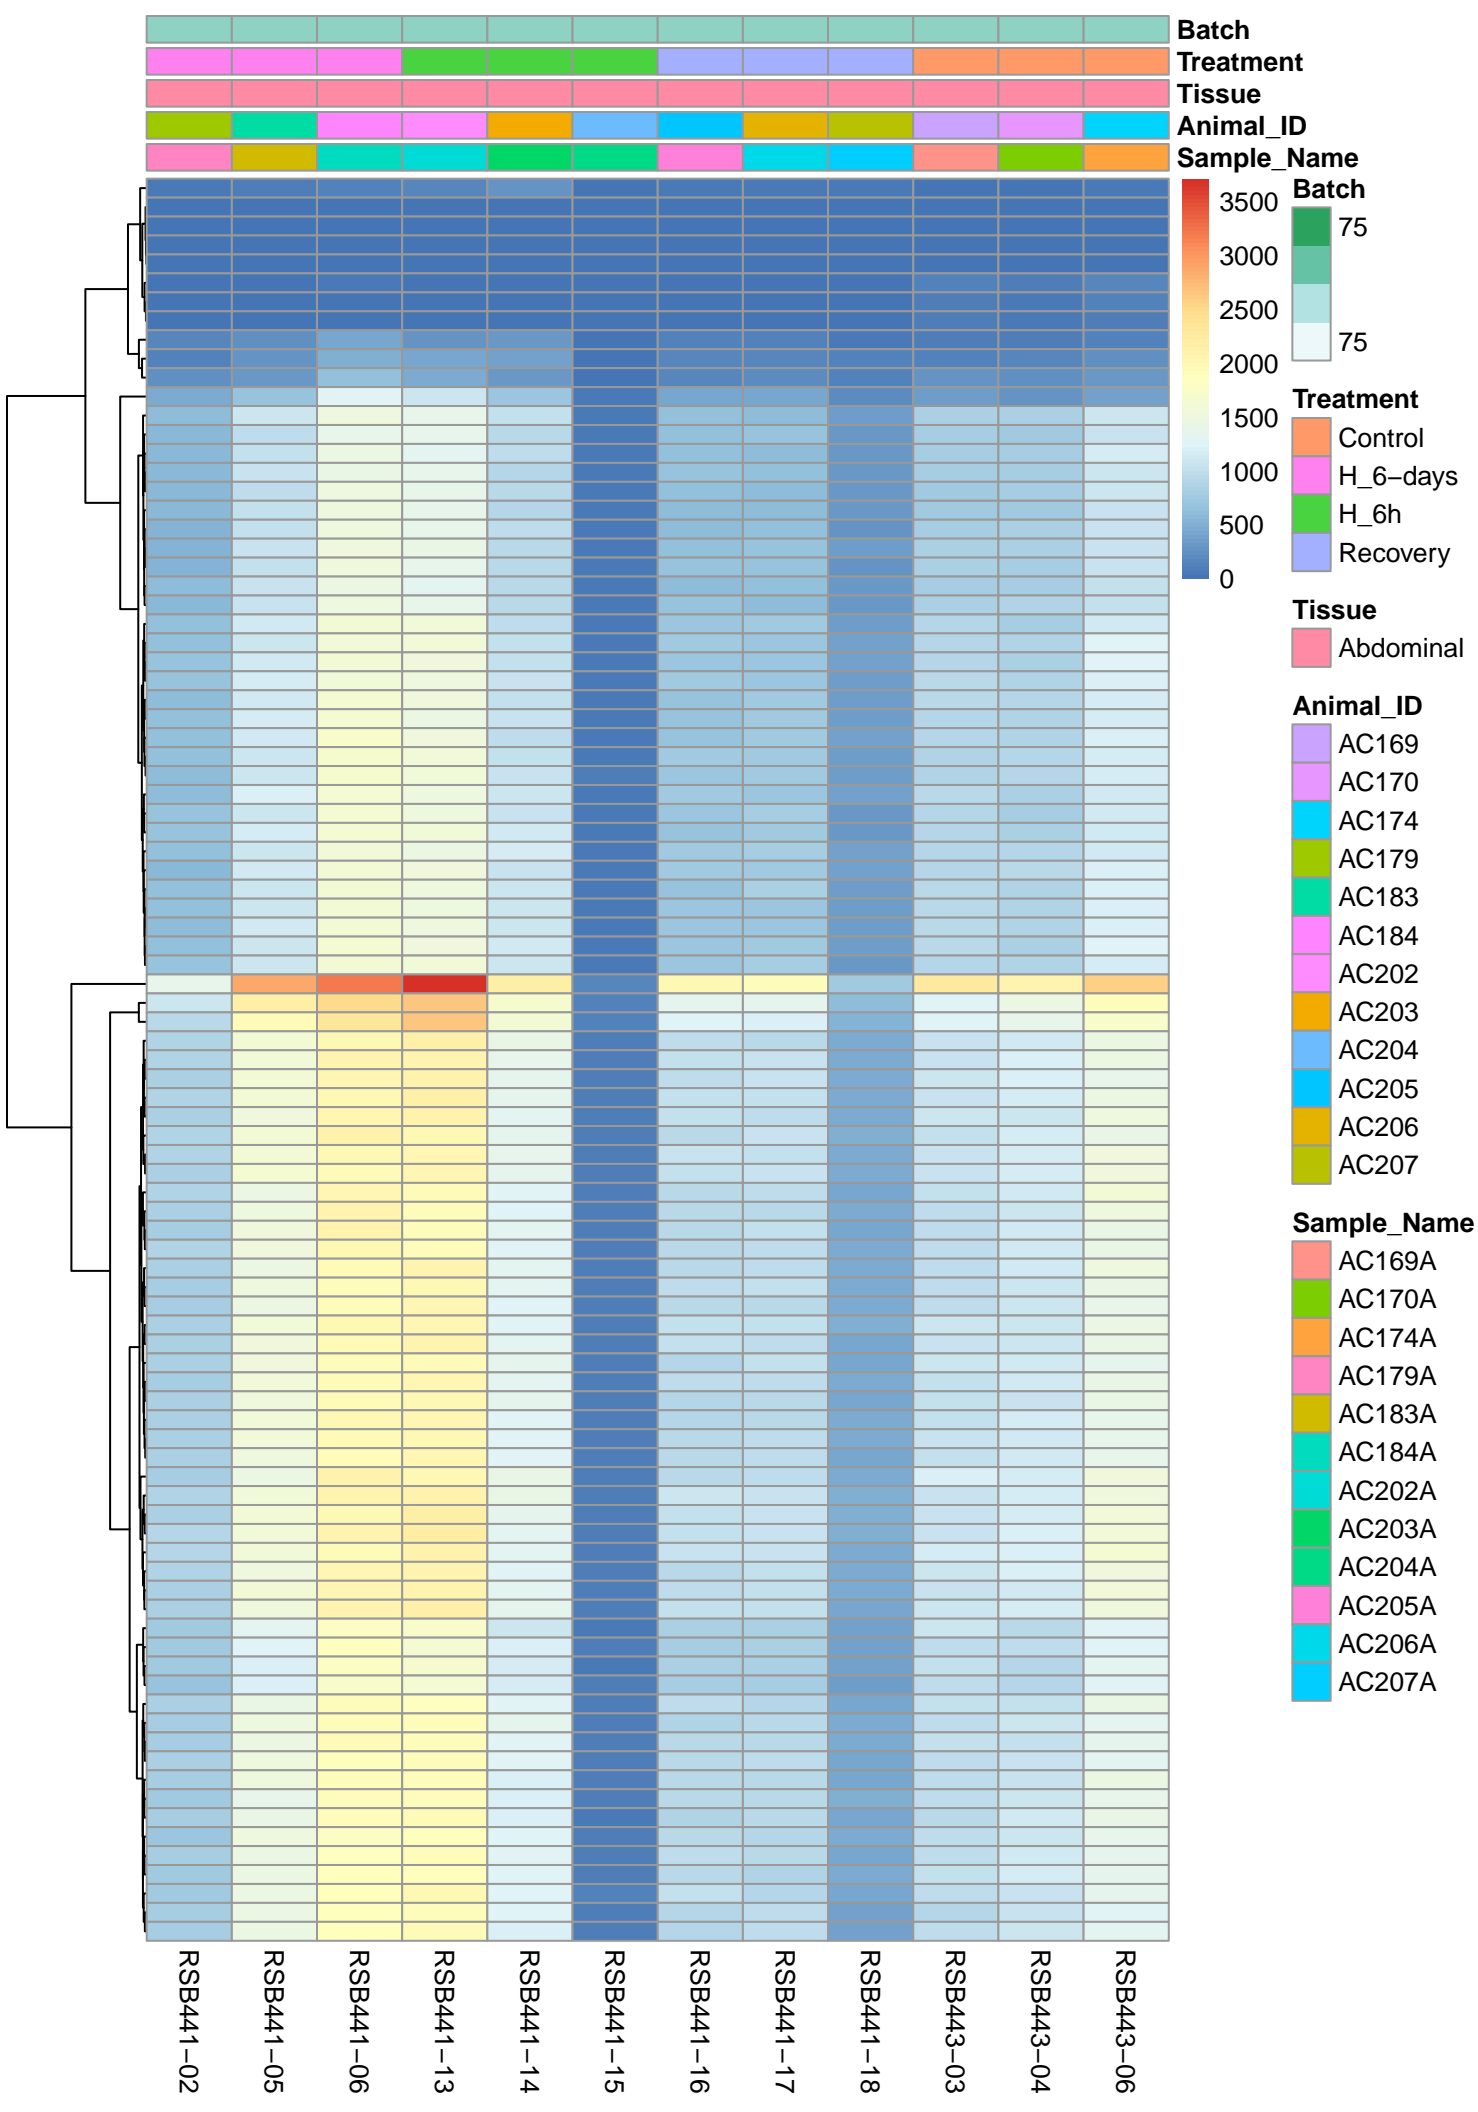 Batch
Treatment
Tissue
Animal_ID
Sample_Name
3500
3000
2500
2000
1500
1000
500
0
Batch
75
75
Treatment
Control
H_6−days
H_6h
Recovery
Tissue
Abdominal
Animal_ID
AC169
AC170
AC174
AC179
AC183
AC184
AC202
AC203
AC204
AC205
AC206
AC207
Sample_Name
AC169A
AC170A
AC174A
AC179A
AC183A
AC184A
AC202A
AC203A
AC204A
AC205A
AC206A
AC207A
RSB441−02
RSB441−05
RSB441−06
RSB441−13
RSB441−14
RSB441−15
RSB441−16
RSB441−17
RSB441−18
RSB443−03
RSB443−04
RSB443−06